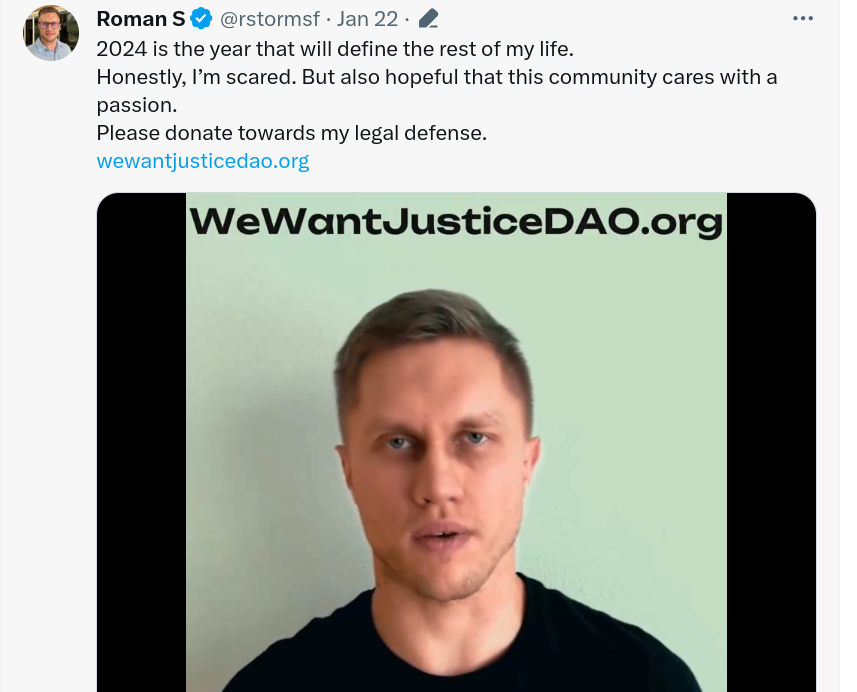 Roman S @rstormsf · Jan 22 ·
2024 is the year that will define the rest of my life.
Honestly, I’m scared. But also hopeful that this community cares with a
passion.
Please donate towards my legal defense.
wewantjusticedao.org
WeWantJusticeDAO.org